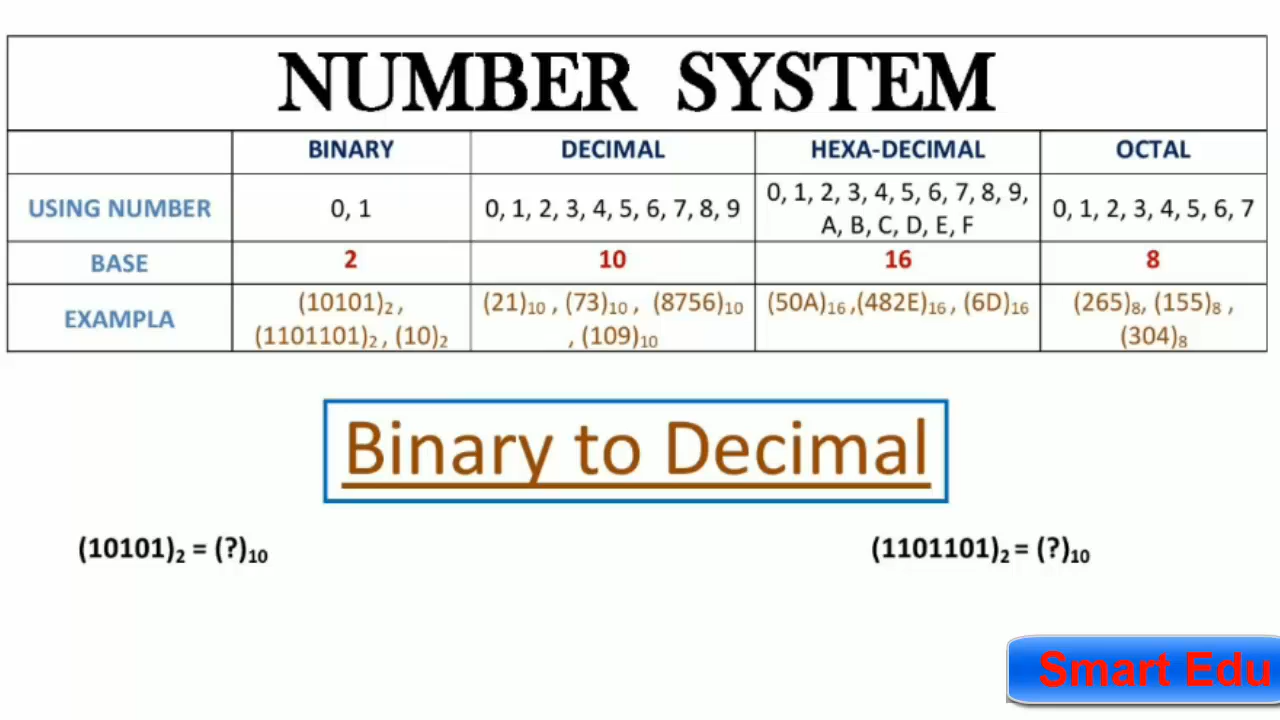 NUMBER SYSTEM
BINARY DECIMAL HEXA-DECIMAL OCTAL
USING NUMBER 0, 1 0, 1, 2, 3, 4, 5, 6, 7, 8, 9 0, 1, 2, 3, 4, 5, 6, 7, 8, 9, 0, 1, 2, 3, 4, 5, 6, 7
A, B, C, D, E, F
BASE 2 10 16 8
EXAMPLA (10101)₂ , (21)₁₀ , (73)₁₀ , (8756)₁₀ (50A)₁₆ ,(482E)₁₆ , (6D)₁₆ (265)₈, (155)₈ ,
(1101101)₂ , (10)₂ , (109)₁₀ (304)₈
Binary to Decimal
(10101)₂ = (?)₁₀ (1101101)₂ = (?)₁₀
Smart Edu